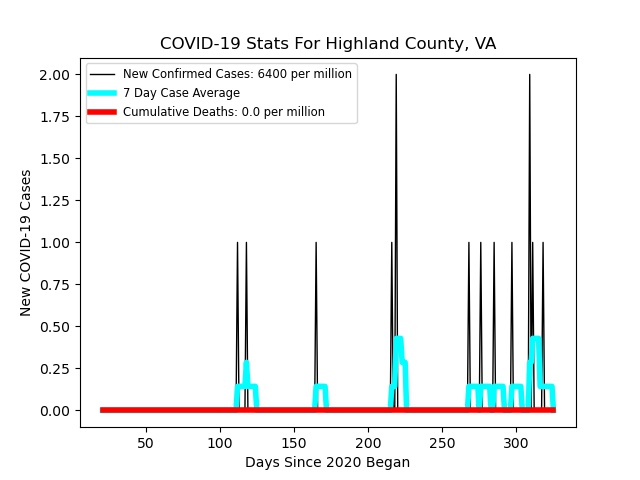 COVID-19 Stats For Highland County, VA
New Confirmed Cases: 6400 per million
7 Day Case Average
Cumulative Deaths: 0.0 per million
New COVID-19 Cases
2.00
1.75
1.50
1.25
1.00
0.75
0.50
0.25
0.00
50
100
150
200
250
300
Days Since 2020 Began